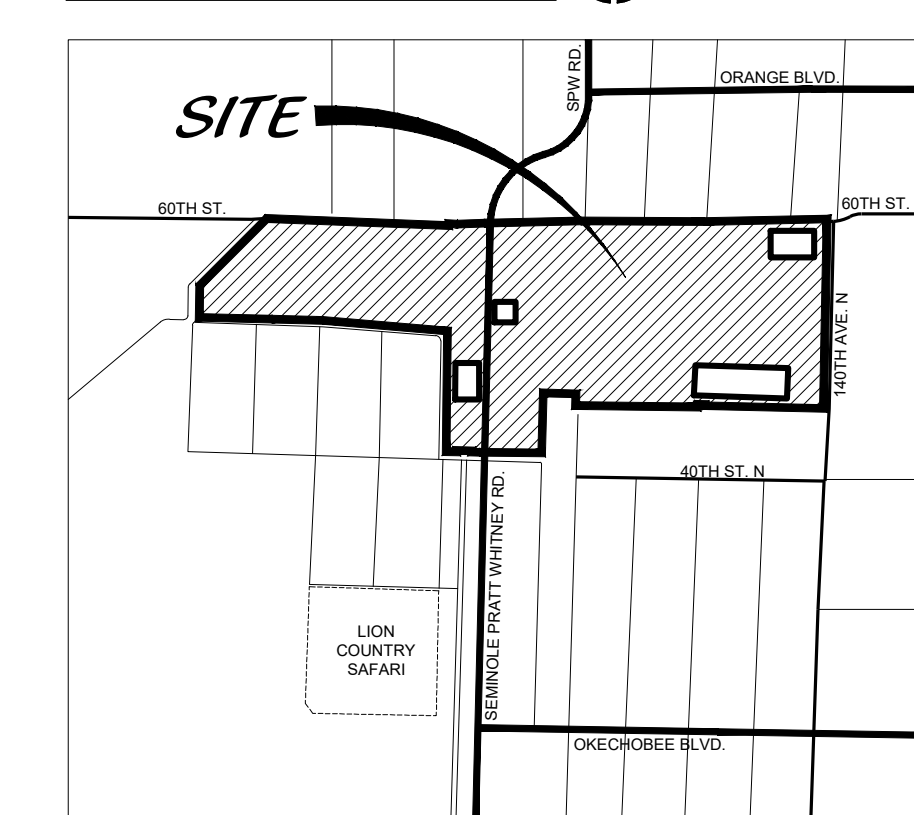 SPW RD.
ORANGE BLVD.
SITE
60TH ST.
60TH ST.
140TH AVE. N
40TH ST. N
SEMINOLE PRATT WHITNEY RD.
LION
COUNTRY
SAFARI
OKECHOBEE BLVD.